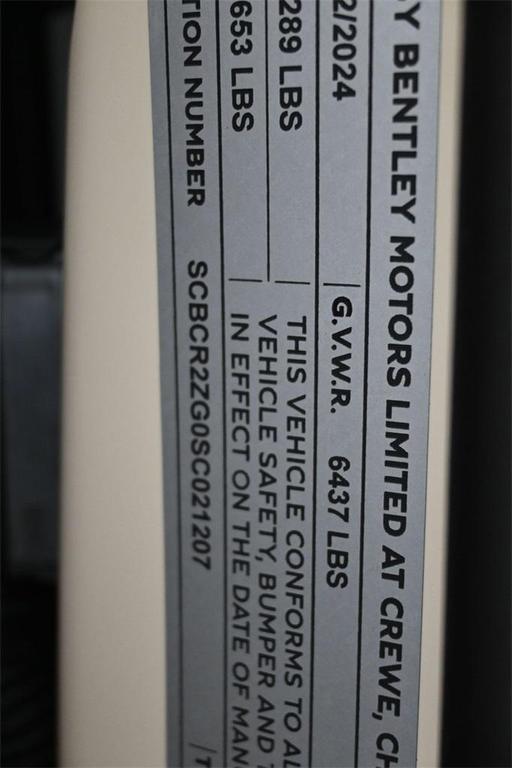 Y BENTLEY MOTORS LIMITED AT CREWE, CH
2/2024 G.V.W.R. 6437 LBS
289 LBS THIS VEHICLE CONFORMS TO AL
VEHICLE SAFETY, BUMPER AND T
653 LBS IN EFFECT ON THE DATE OF MAN
TION NUMBER SCBCR2ZG0SC021207 T